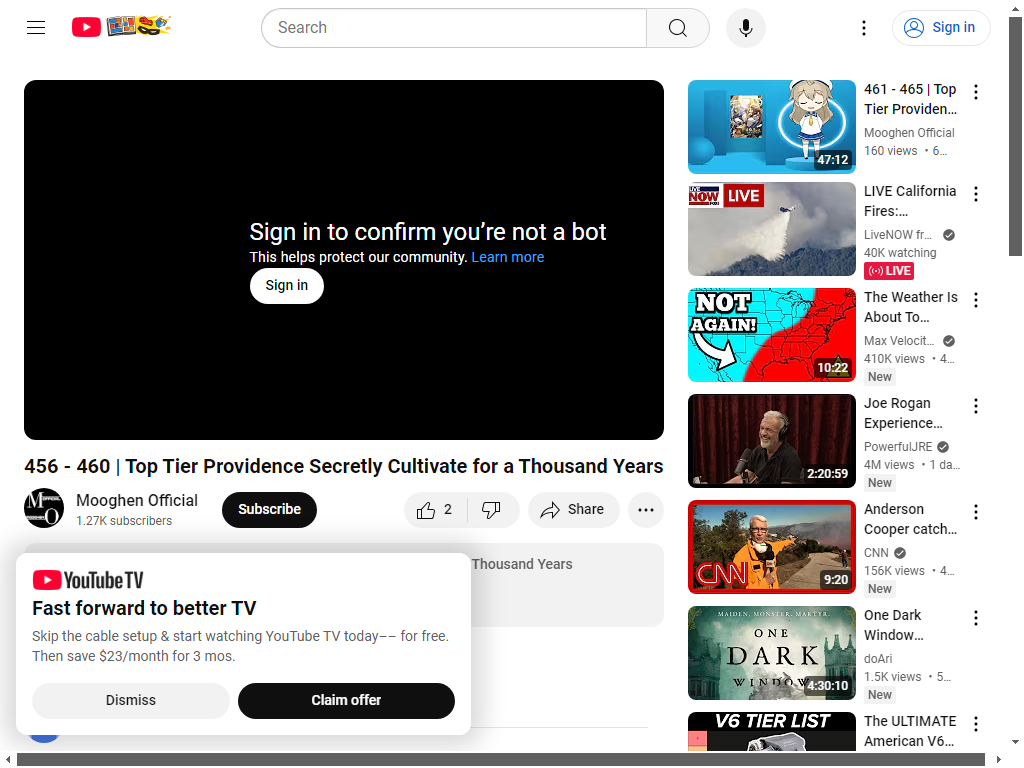 Search
Sign in
Sign in to confirm you’re not a bot
This helps protect our community. Learn more
Sign in
456 - 460 | Top Tier Providence Secretly Cultivate for a Thousand Years
Mooghen Official
1.27K subscribers
Subscribe
2
Share
Thousand Years
YouTube TV
Fast forward to better TV
Skip the cable setup & start watching YouTube TV today–– for free.
Then save $23/month for 3 mos.
Dismiss
Claim offer
47:12
461 - 465 | Top
Tier Providen...
Mooghen Official
160 views • 6...
NOW
LIVE
LIVE California
Fires:...
LiveNOW fr...
40K watching
LIVE
NOT
AGAIN!
10:22
The Weather Is
About To...
Max Velocit...
410K views • 4...
New
2:20:59
Joe Rogan
Experience...
PowerfulJRE
4M views • 1 da...
New
CNN
9:20
Anderson
Cooper catch...
CNN
156K views • 4...
New
MAIDEN. MONSTER. MARTYR.
ONE
DARK
WINDOW
4:30:10
One Dark
Window...
doAri
1.5K views • 5...
New
V6 TIER LIST
The ULTIMATE
American V6...